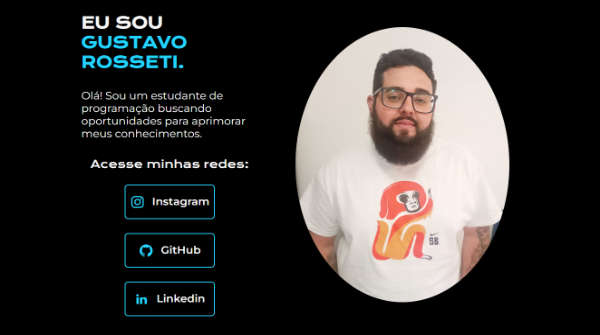 EU SOU
GUSTAVO
ROSSETI.
Olá! Sou um estudante de
programação buscando
oportunidades para aprimorar
meus conhecimentos.
Acesse minhas redes:
Instagram
GitHub
Linkedin
SB